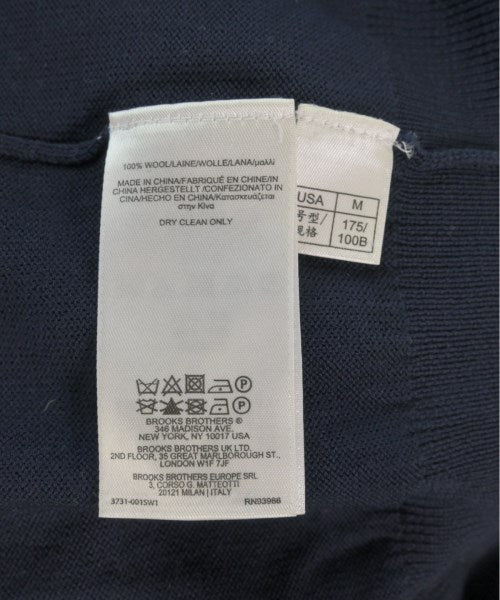 100% WOOL/LAINE/WOLLE/LANA/μαλλί
MADE IN CHINA/FABRIQUÉ EN CHINE/IN
CHINA HERGESTELLT /CONFEZIONATO IN
CINA/HECHO EN CHINA/Κατασκευάζεται
στην Κίνα
DRY CLEAN ONLY
P
P
BROOKS BROTHERS ®
346 MADISON AVE.
NEW YORK, NY 10017 USA
BROOKS BROTHERS UK LTD.
2ND FLOOR, 35 GREAT MARLBOROUGH ST.,
LONDON W1F 7JF
BROOKS BROTHERS EUROPE SRL
3, CORSO G. MATTEOTTI
20121 MILAN | ITALY
3731-001SW1 RN93986
USA M
号型/
规格
175/
100B